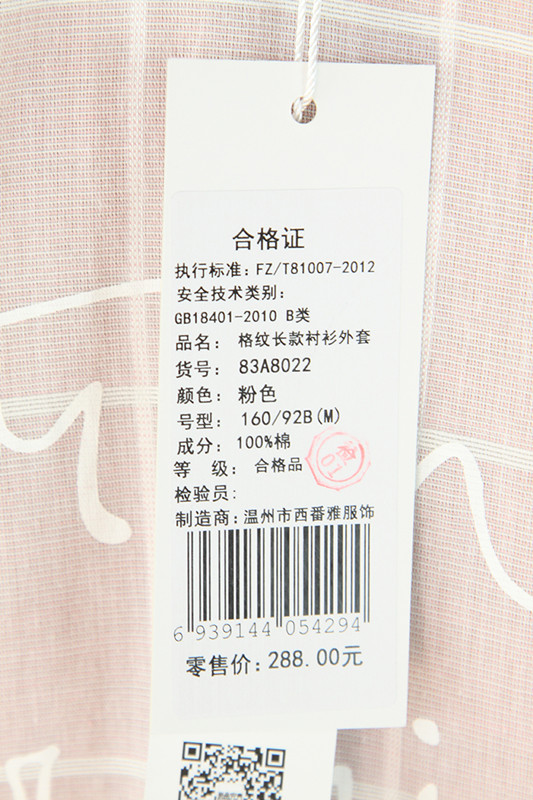 合格证
执行标准: FZ/T81007-2012
安全技术类别:
GB18401-2010 B类
品名: 格纹长款衬衫外套
货号: 83A8022
颜色: 粉色
号型: 160/92B(M)
成分: 100%棉
等 级: 合格品
检 01
检验员:
制造商: 温州市西番雅服饰
6 939144 054294
零售价: 288.00元